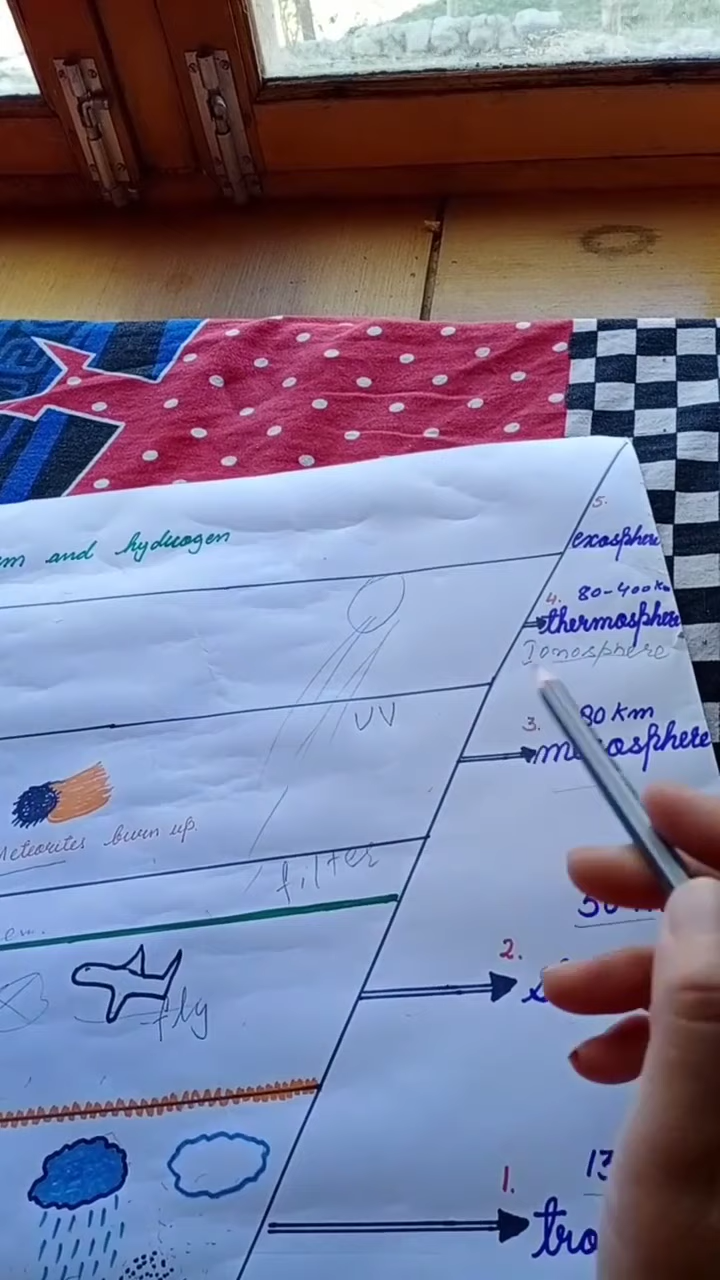 5.
exosphere
hydrogen and
4. 80-400 Km
thermosphere
Ionosphere
UV
3. 80 Km
mesosphere
Meteorites burn up.
filter
2.
fly
1. 13